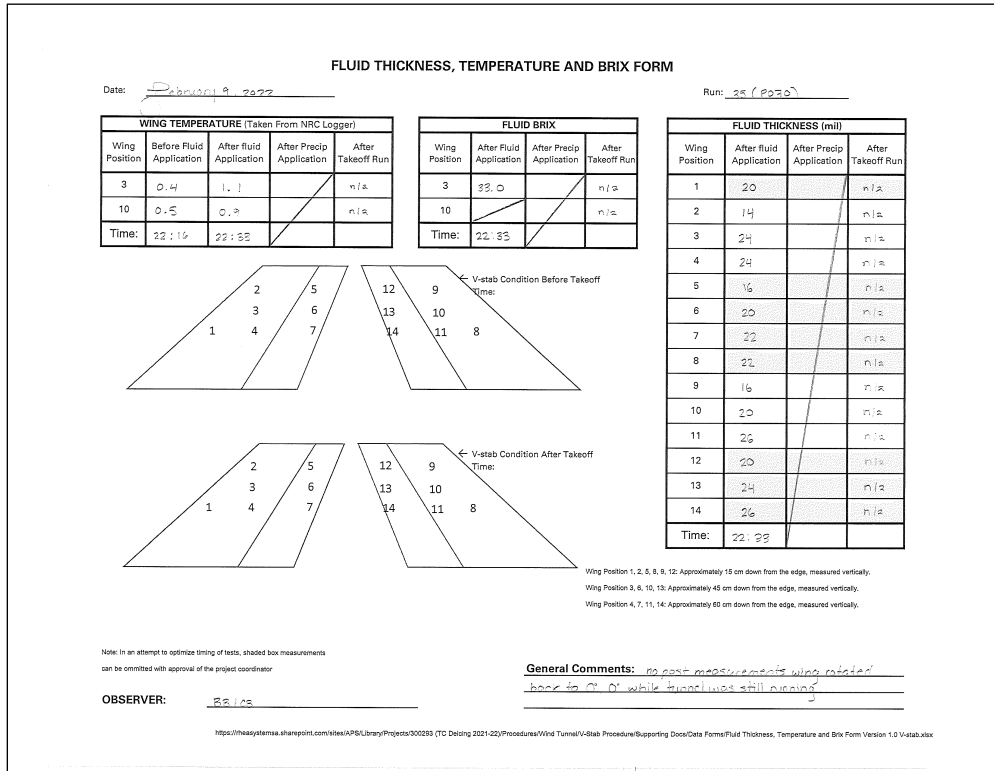 FLUID THICKNESS, TEMPERATURE AND BRIX FORM
Date: February 9, 2022 Run: 25 (P070)
WING TEMPERATURE (Taken From NRC Logger)
Wing Position Before Fluid Application After fluid Application After Precip Application After Takeoff Run
3 0.4 1.1 n/a
10 0.5 0.9 n/a
Time: 22:16 22:33
FLUID BRIX
Wing Position After Fluid Application After Precip Application After Takeoff Run
3 33.0 n/a
10 n/a
Time: 22:33
FLUID THICKNESS (mil)
Wing Position After fluid Application After Precip Application After Takeoff Run
1 20 n/a
2 14 n/a
3 24 n/a
4 24 n/a
5 16 n/a
6 20 n/a
7 22 n/a
8 22 n/a
9 16 n/a
10 20 n/a
11 26 n/a
12 20 n/a
13 24 n/a
14 26 n/a
Time: 22:33
← V-stab Condition Before Takeoff
Time:
2 5 12 9
3 6 13 10
1 4 7 14 11 8
← V-stab Condition After Takeoff
Time:
2 5 12 9
3 6 13 10
1 4 7 14 11 8
Wing Position 1, 2, 5, 8, 9, 12: Approximately 15 cm down from the edge, measured vertically.
Wing Position 3, 6, 10, 13: Approximately 45 cm down from the edge, measured vertically.
Wing Position 4, 7, 11, 14: Approximately 60 cm down from the edge, measured vertically.
Note: In an attempt to optimize timing of tests, shaded box measurements
can be ommitted with approval of the project coordinator
General Comments: no post measurements wing rotated
back to 0°, 0° while tunnel was still running
OBSERVER: BB/CB
https://rheasystemsa.sharepoint.com/sites/APS/Library/Projects/300293 (TC Deicing 2021-22)/Procedures/Wind Tunnel/V-Stab Procedure/Supporting Docs/Data Forms/Fluid Thickness, Temperature and Brix Form Version 1.0 V-stab.xlsx